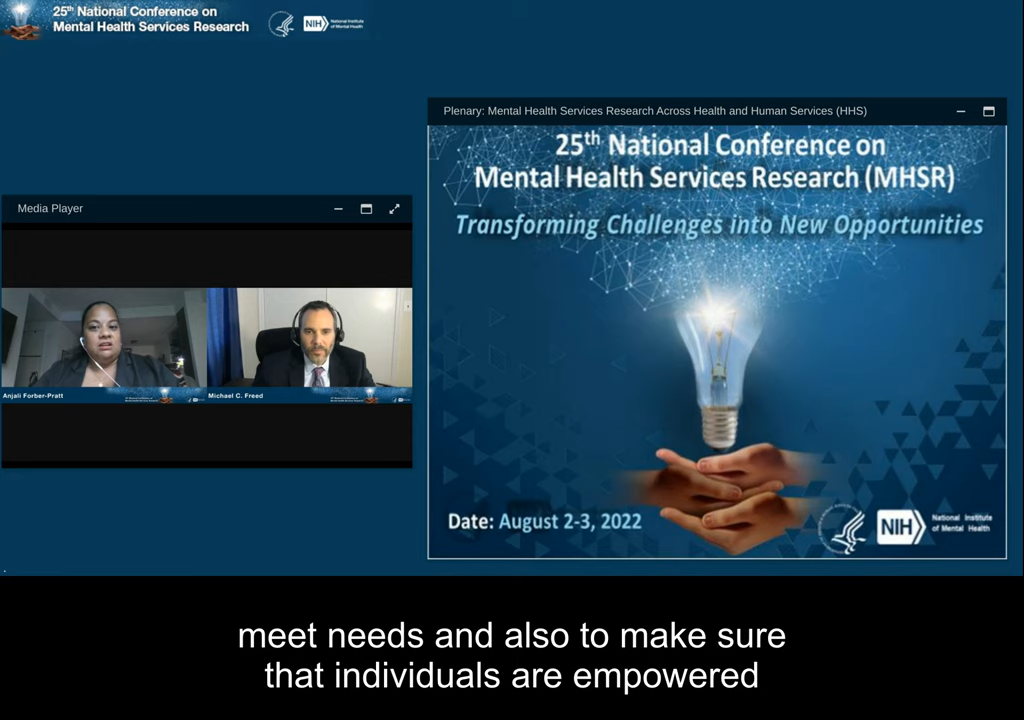 25th National Conference on
Mental Health Services Research
NIH
National Institute
of Mental Health
Plenary: Mental Health Services Research Across Health and Human Services (HHS)
25th National Conference on
Mental Health Services Research (MHSR)
Transforming Challenges into New Opportunities
Media Player
Anjali Forber-Pratt
Michael C. Freed
Date: August 2-3, 2022
NIH
National Institute
of Mental Health
meet needs and also to make sure
that individuals are empowered